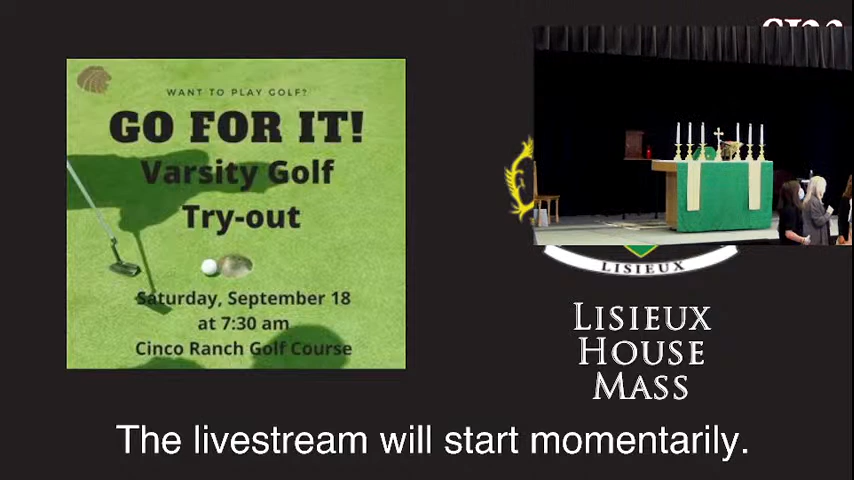 WANT TO PLAY GOLF?
GO FOR IT!
Varsity Golf
Try-out
Saturday, September 18
at 7:30 am
Cinco Ranch Golf Course
LISIEUX
LISIEUX
HOUSE
MASS
The livestream will start momentarily.